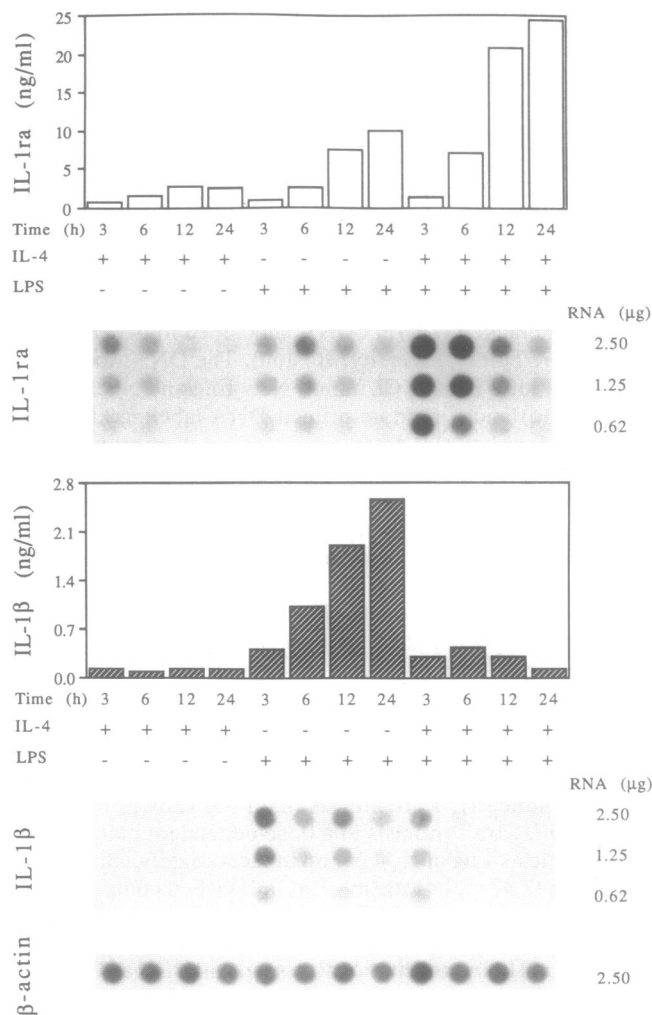 25
20
15
10
5
0
IL-1ra (ng/ml)
Time (h) 3 6 12 24 3 6 12 24 3 6 12 24
IL-4 + + + + - - - - + + + +
LPS - - - - + + + + + + + +
RNA (μg)
IL-1ra
2.50
1.25
0.62
2.8
2.1
1.4
0.7
0.0
IL-1β (ng/ml)
Time (h) 3 6 12 24 3 6 12 24 3 6 12 24
IL-4 + + + + - - - - + + + +
LPS - - - - + + + + + + + +
RNA (μg)
IL-1β
2.50
1.25
0.62
β-actin
2.50